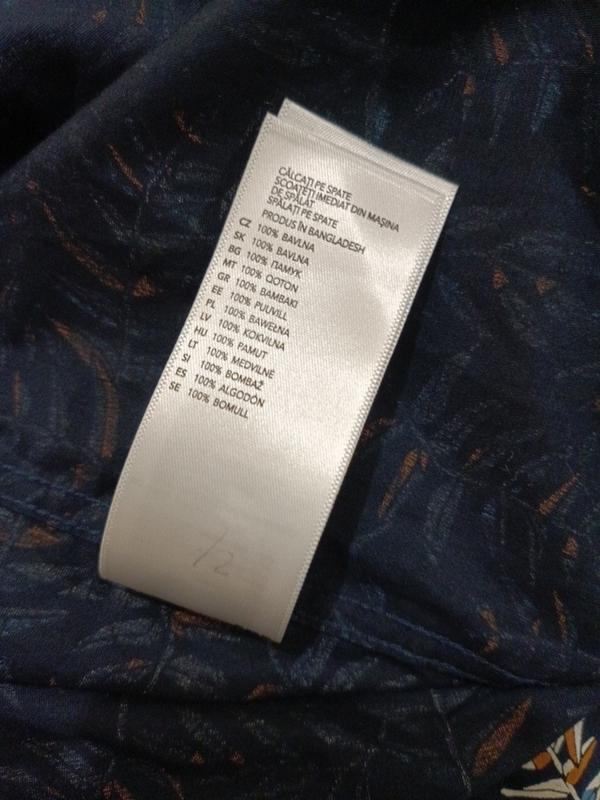 CĂLCAȚI PE SPATE
SCOATEȚI IMEDIAT DIN MAȘINA
DE SPĂLAT
SPĂLAȚI PE SPATE
PRODUS ÎN BANGLADESH
CZ 100% BAVLNA
SK 100% BAVLNA
BG 100% ПАМУК
MT 100% QOTON
GR 100% BAMBAKI
EE 100% PUUVILL
PL 100% BAWEŁNA
LV 100% KOKVILNA
HU 100% PAMUT
LT 100% MEDVILNĖ
SI 100% BOMBAŽ
ES 100% ALGODÓN
SE 100% BOMULL
/2